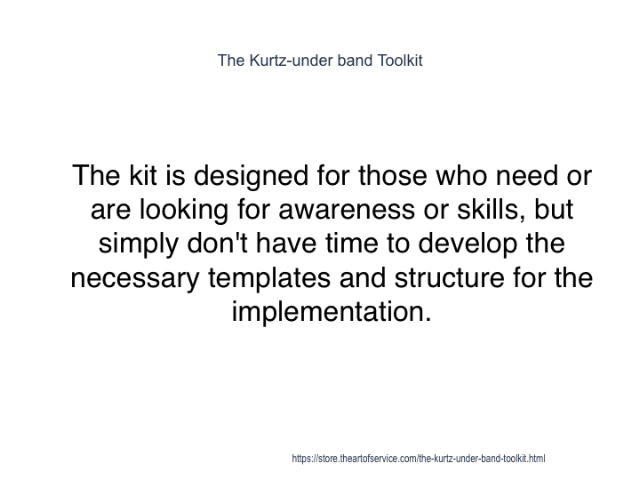 The Kurtz-under band Toolkit
The kit is designed for those who need or
are looking for awareness or skills, but
simply don't have time to develop the
necessary templates and structure for the
implementation.
https://store.theartofservice.com/the-kurtz-under-band-toolkit.html